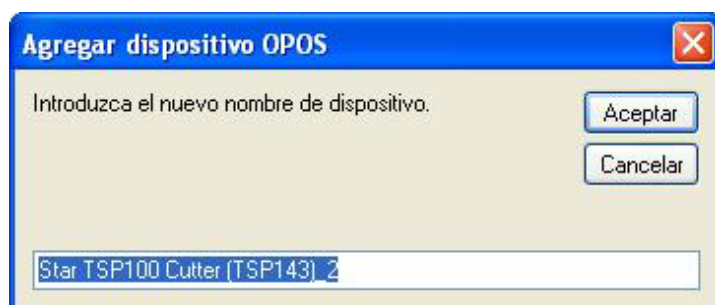 Agregar dispositivo OPOS
Introduzca el nuevo nombre de dispositivo.
Aceptar
Cancelar
Star TSP100 Cutter (TSP143)_2